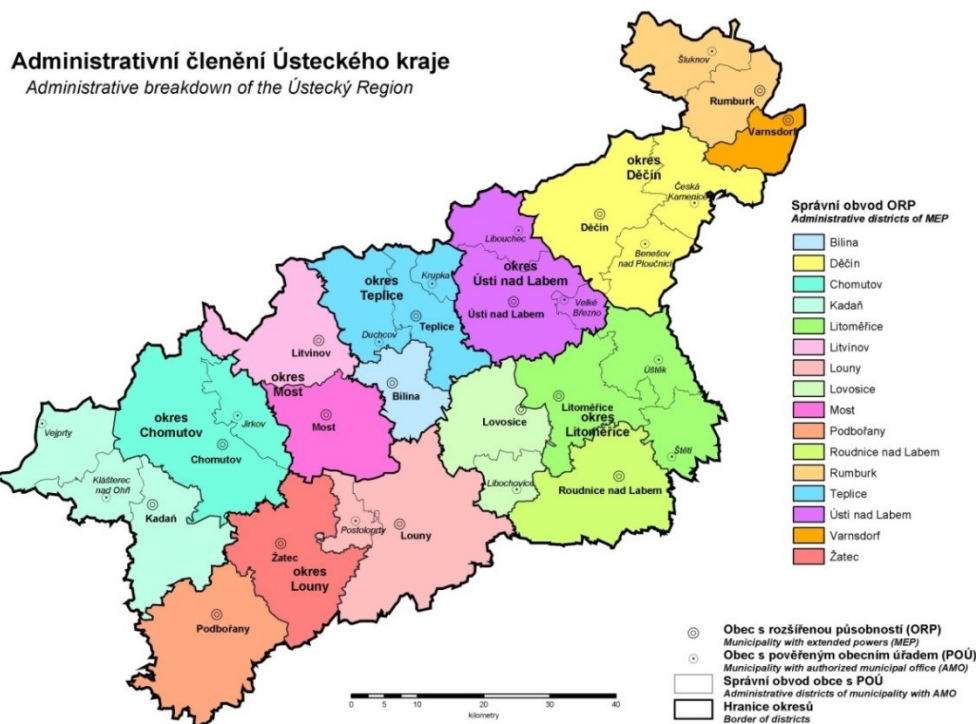 Administrativní členění Ústeckého kraje
Administrative breakdown of the Ústecký Region
Šluknov
Rumburk
Varnsdorf
okres
Děčín
Česká
Kamenice
Děčín
Benešov
nad Ploučnicí
Libouchec
okres
Ústí nad Labem
Ústí nad Labem
Velké
Březno
okres
Teplice
Krupka
Teplice
Duchcov
Bílina
Litvínov
okres
Most
Most
okres
Chomutov
Jirkov
Chomutov
Vejprty
Klášterec
nad Ohří
Kadaň
Úštěk
Litoměřice
okres
Litoměřice
Lovosice
Štětí
Libochovice
Roudnice nad Labem
Postoloprty
Louny
Žatec
okres
Louny
Podbořany
Správní obvod ORP
Administrative districts of MEP
Bílina
Děčín
Chomutov
Kadaň
Litoměřice
Litvínov
Louny
Lovosice
Most
Podbořany
Roudnice nad Labem
Rumburk
Teplice
Ústí nad Labem
Varnsdorf
Žatec
Obec s rozšířenou působností (ORP)
Municipality with extended powers (MEP)
Obec s pověřeným obecním úřadem (POÚ)
Municipality with authorized municipal office (AMO)
Správní obvod obce s POÚ
Administrative districts of municipality with AMO
Hranice okresů
Border of districts
0 5 10 20 30 40
kilometry